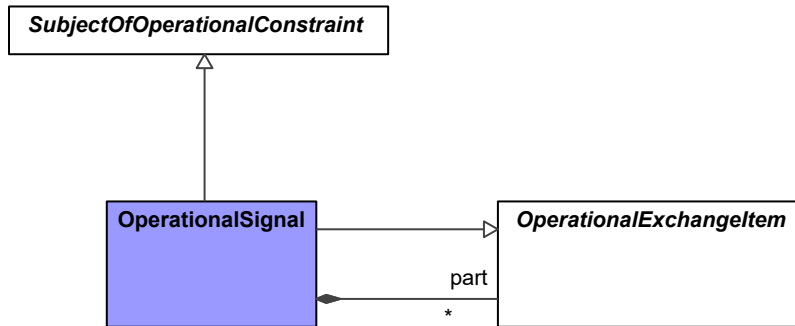 SubjectOfOperationalConstraint
OperationalSignal
OperationalExchangeItem
part
*